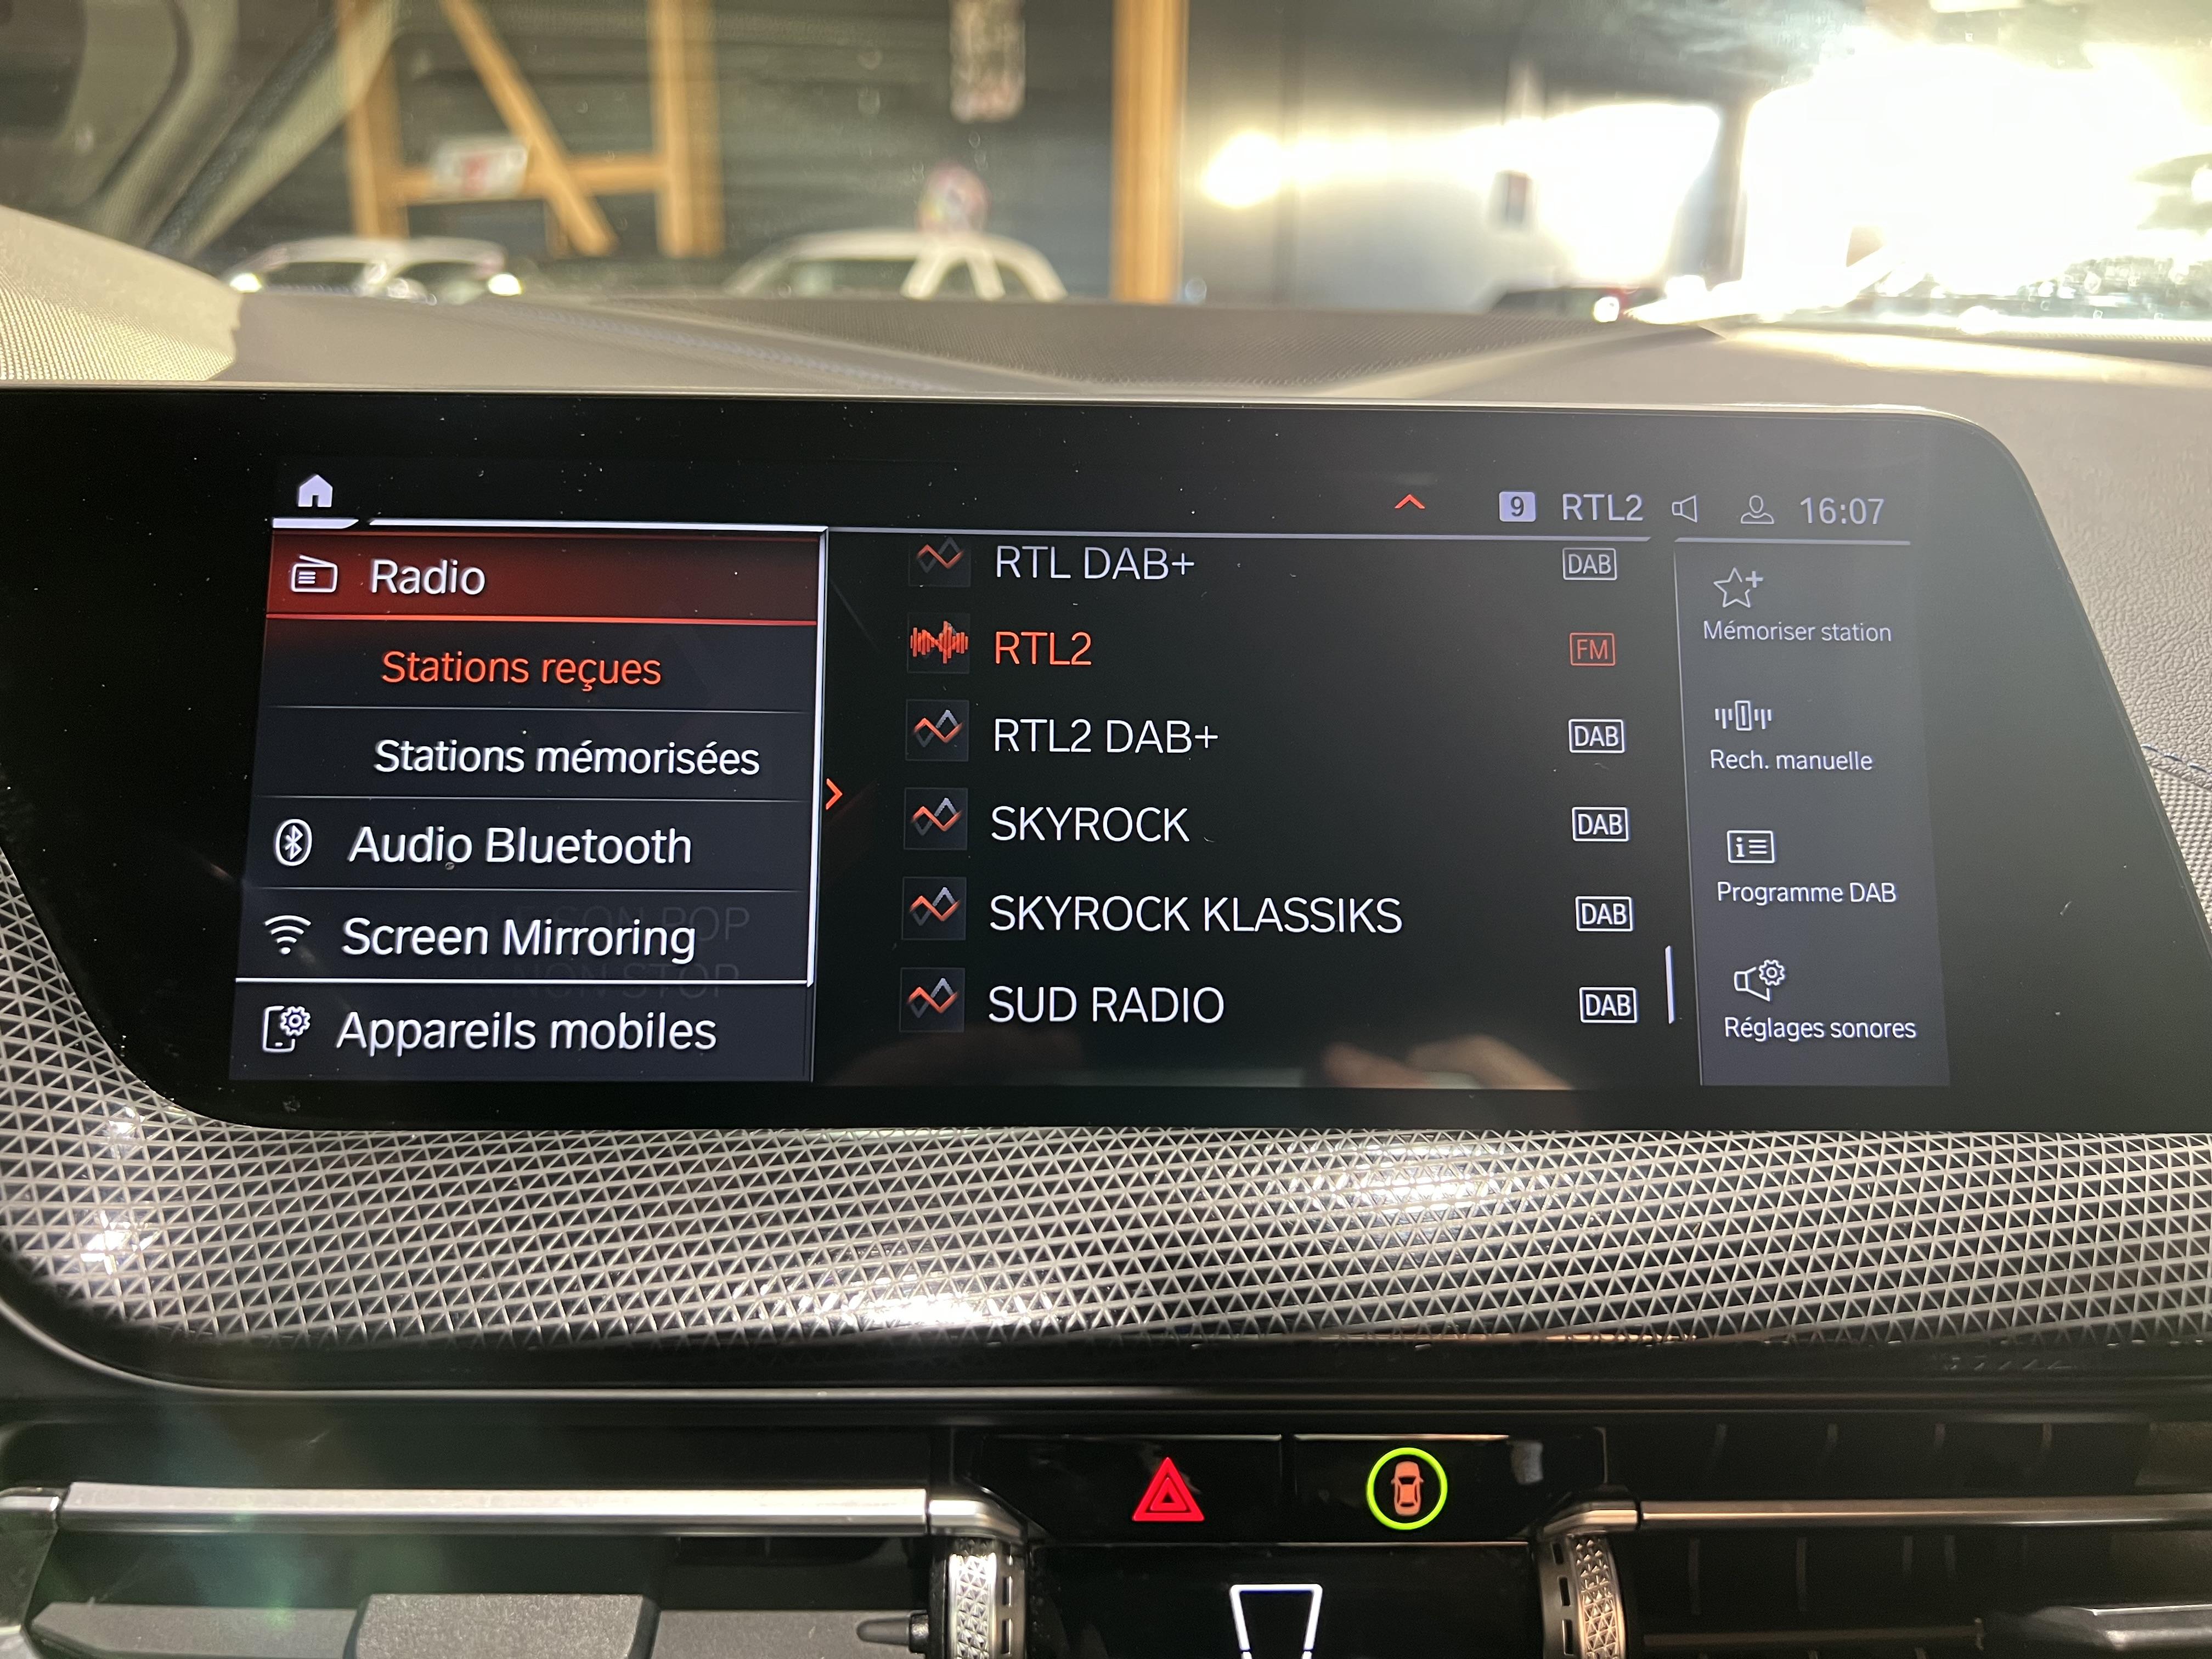 9 RTL2 16:07
Radio
Stations reçues
Stations mémorisées
Audio Bluetooth
Screen Mirroring
Appareils mobiles
RTL DAB+ DAB
RTL2 FM
RTL2 DAB+ DAB
SKYROCK DAB
SKYROCK KLASSIKS DAB
SUD RADIO DAB
Mémoriser station
Rech. manuelle
Programme DAB
Réglages sonores